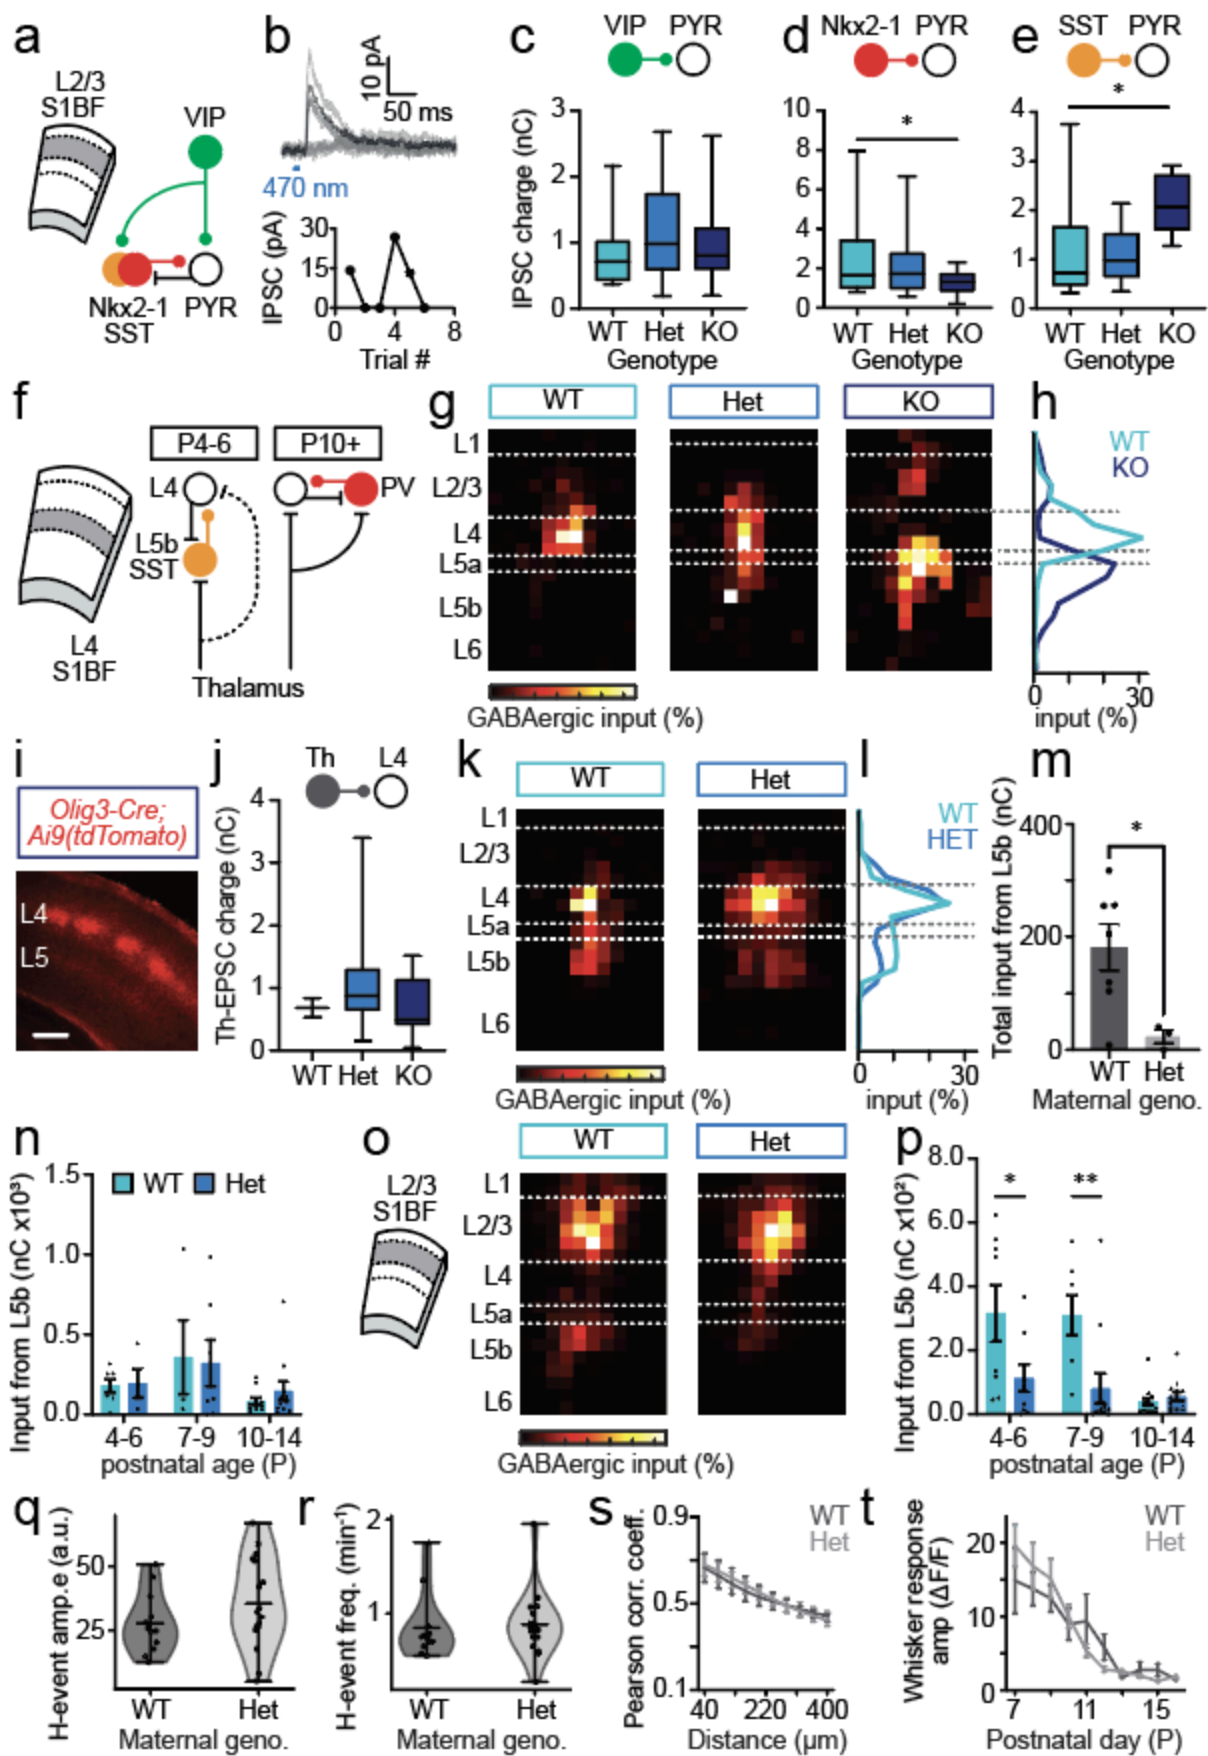 a
L2/3
S1BF
VIP
Nkx2-1
SST
PYR
b
10 pA
50 ms
470 nm
IPSC (pA)
30
15
0
0 4 8
Trial #
c
VIP PYR
IPSC charge (nC)
3
2
1
0
WT Het KO
Genotype
d
Nkx2-1 PYR
10
8
6
4
2
0
*
WT Het KO
Genotype
e
SST PYR
4
3
2
1
0
*
WT Het KO
Genotype
f
P4-6
P10+
L4
PV
L5b
SST
L4
S1BF
Thalamus
g
WT
Het
KO
L1
L2/3
L4
L5a
L5b
L6
GABAergic input (%)
h
WT
KO
0 30
input (%)
i
Olig3-Cre;
Ai9(tdTomato)
L4
L5
j
Th L4
Th-EPSC charge (nC)
4
3
2
1
0
WT Het KO
k
WT
Het
L1
L2/3
L4
L5a
L5b
L6
GABAergic input (%)
l
WT
HET
0 30
input (%)
m
Total input from L5b (nC)
400
200
0
*
WT Het
Maternal geno.
n
Input from L5b (nC x10³)
1.5
1.0
0.5
0.0
WT Het
4-6 7-9 10-14
postnatal age (P)
o
L2/3
S1BF
WT
Het
L1
L2/3
L4
L5a
L5b
L6
GABAergic input (%)
p
Input from L5b (nC x10²)
8.0
6.0
4.0
2.0
0.0
* **
4-6 7-9 10-14
postnatal age (P)
q
H-event amp.e (a.u.)
50
25
WT Het
Maternal geno.
r
H-event freq. (min⁻¹)
2
1
WT Het
Maternal geno.
s
Pearson corr. coeff.
0.9
0.5
0.1
WT
Het
40 220 400
Distance (µm)
t
Whisker response
amp (ΔF/F)
20
10
0
WT
Het
7 11 15
Postnatal day (P)